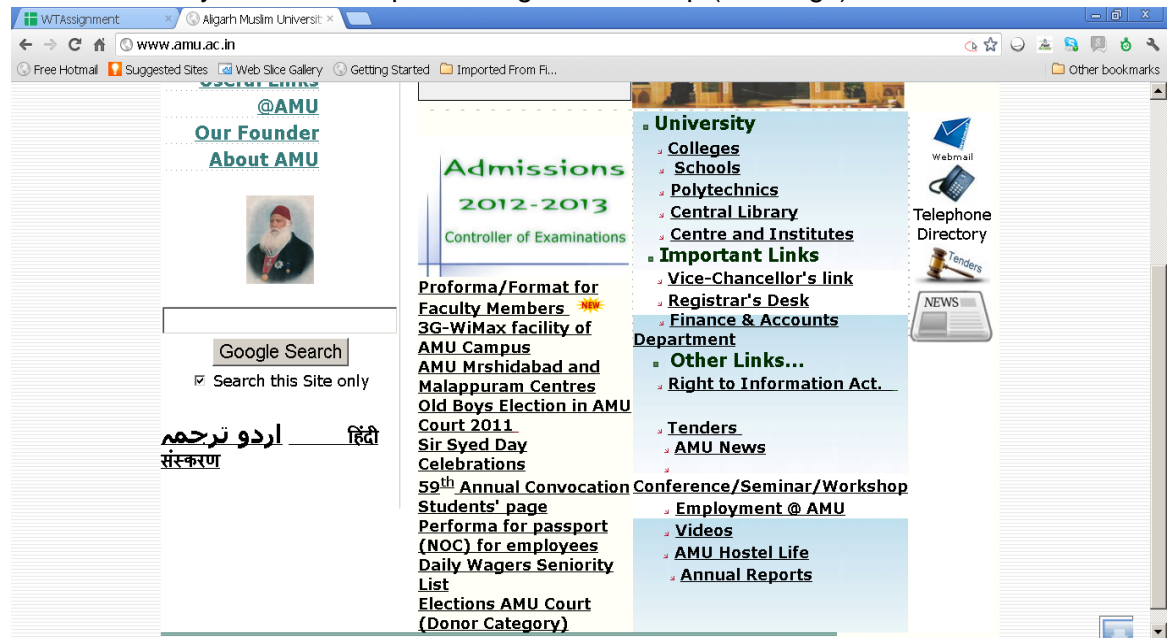 WTAssignment
Aligarh Muslim Universit
www.amu.ac.in
Free Hotmail
Suggested Sites
Web Slice Gallery
Getting Started
Imported From Fi...
Other bookmarks
Useful Links
@AMU
Our Founder
About AMU
Google Search
Search this Site only
اردو ترجمہ
हिंदी
संस्करण
Admissions
2012-2013
Controller of Examinations
Proforma/Format for
Faculty Members NEW
3G-WiMax facility of
AMU Campus
AMU Mrshidabad and
Malappuram Centres
Old Boys Election in AMU
Court 2011
Sir Syed Day
Celebrations
59th Annual Convocation
Students' page
Performa for passport
(NOC) for employees
Daily Wagers Seniority
List
Elections AMU Court
(Donor Category)
University
Colleges
Schools
Polytechnics
Central Library
Centre and Institutes
Important Links
Vice-Chancellor's link
Registrar's Desk
Finance & Accounts
Department
Other Links...
Right to Information Act.
Tenders
AMU News
Conference/Seminar/Workshop
Employment @ AMU
Videos
AMU Hostel Life
Annual Reports
Webmail
Telephone
Directory
Tenders
NEWS